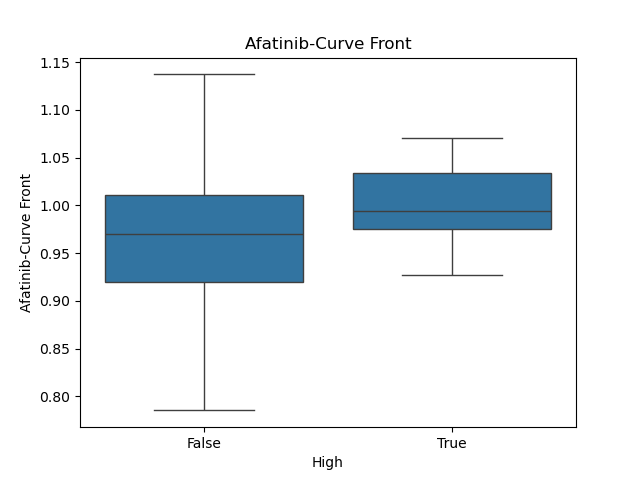 Afatinib-Curve Front
1.15
1.10
1.05
1.00
0.95
0.90
0.85
0.80
Afatinib-Curve Front
False
True
High